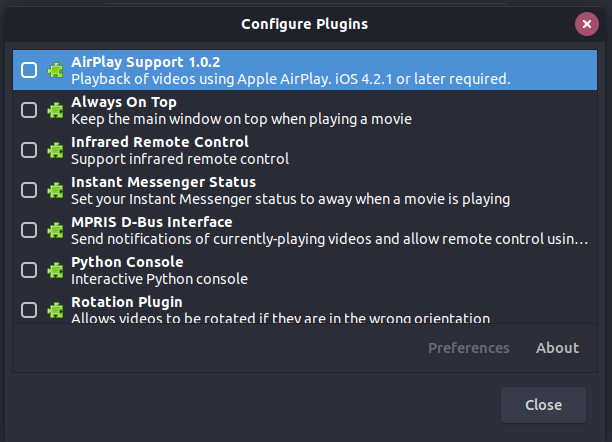 Configure Plugins
AirPlay Support 1.0.2
Playback of videos using Apple AirPlay. iOS 4.2.1 or later required.
Always On Top
Keep the main window on top when playing a movie
Infrared Remote Control
Support infrared remote control
Instant Messenger Status
Set your Instant Messenger status to away when a movie is playing
MPRIS D-Bus Interface
Send notifications of currently-playing videos and allow remote control usin...
Python Console
Interactive Python console
Rotation Plugin
Allows videos to be rotated if they are in the wrong orientation
Preferences About
Close